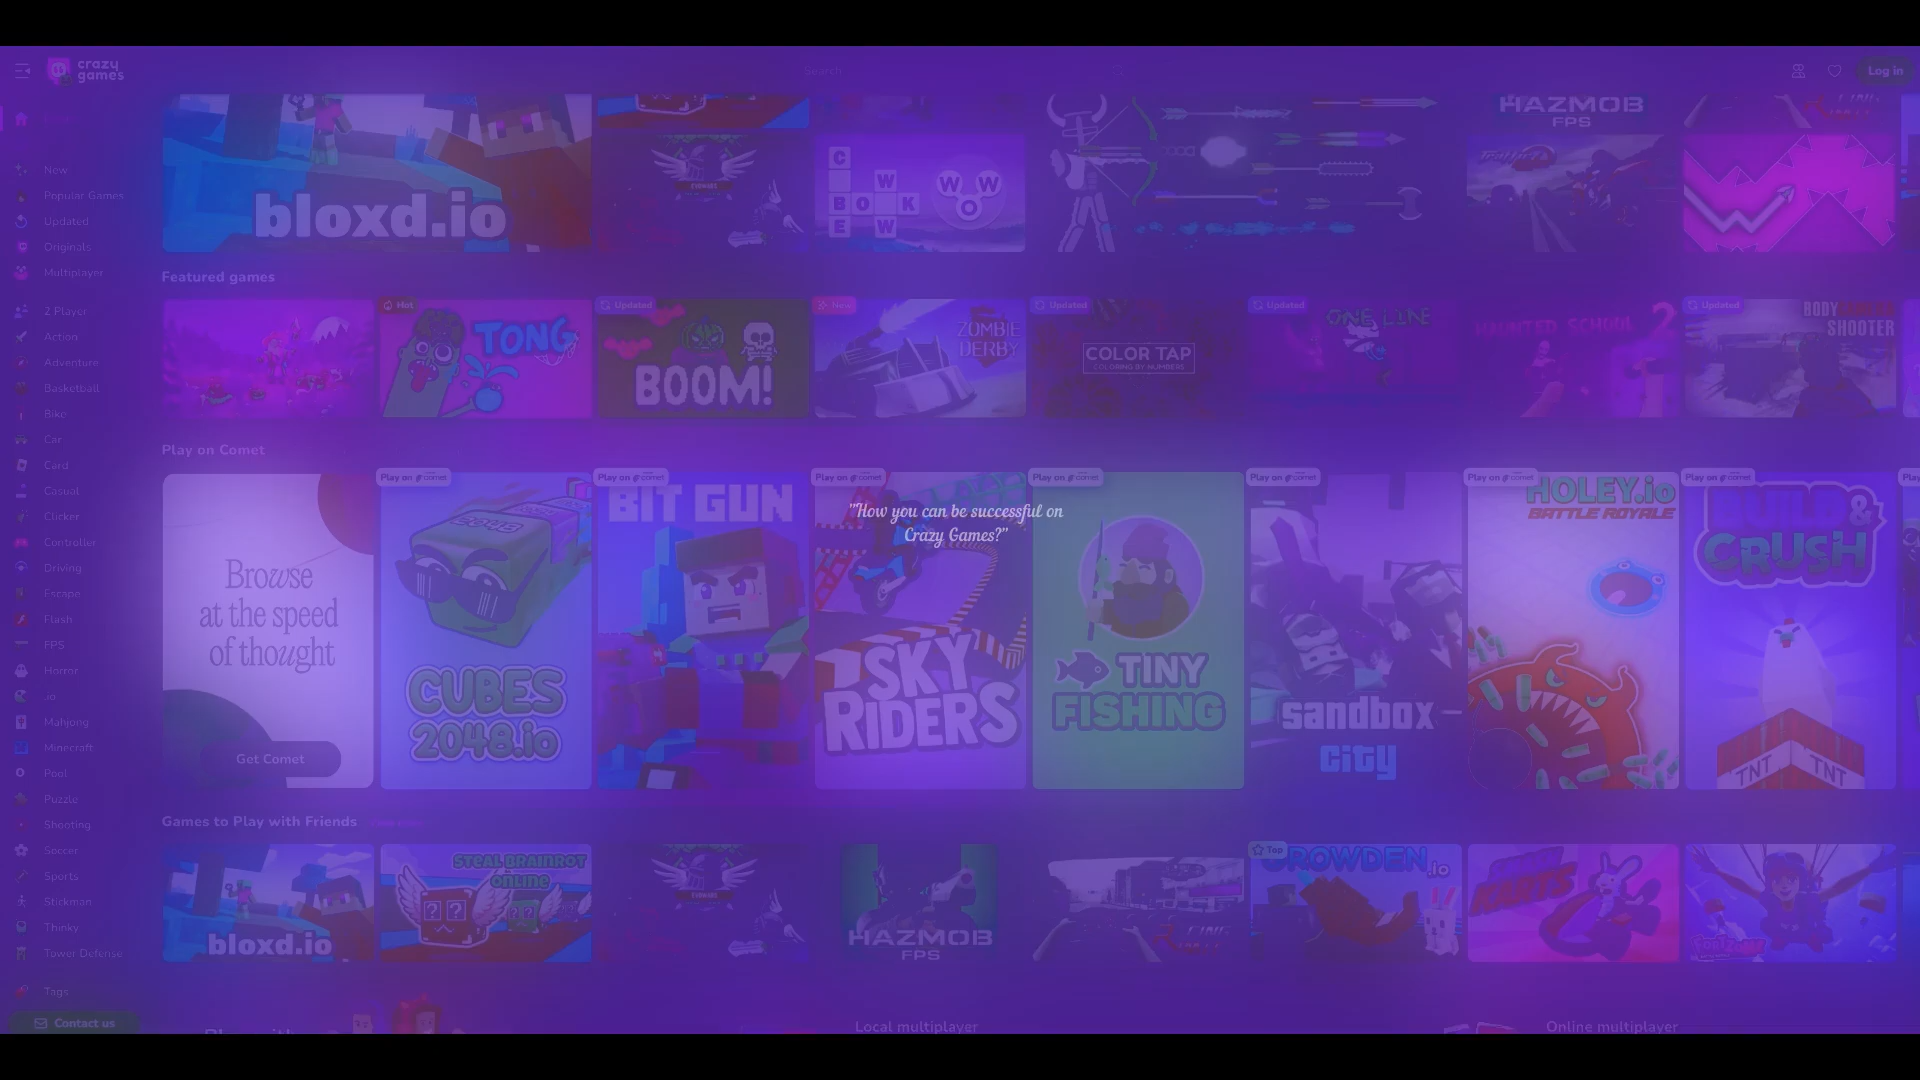 crazy
games
Search
Log in
New
Popular Games
Updated
Originals
Multiplayer
2 Player
Action
Adventure
Basketball
Bike
Car
Card
Casual
Clicker
Controller
Driving
Escape
Flash
FPS
Horror
.io
Mahjong
Minecraft
Pool
Puzzle
Shooting
Soccer
Sports
Stickman
Thinky
Tower Defense
Tags
Contact us
bloxd.io
C
W
B O K
E W
W W
O
HAZMOB
FPS
Featured games
Hot
TONG
Updated
BOOM!
New
ZOMBIE
DERBY
Updated
COLOR TAP
COLORING BY NUMBERS
Updated
ONE LINE
HAUNTED SCHOOL 2
Updated
BODY
SHOOTER
Play on Comet
Browse
at the speed
of thought
Get Comet
Play on comet
CUBES
2048.io
Play on comet
BIT GUN
Play on comet
SKY
RIDERS
"How you can be successful on
Crazy Games?"
Play on comet
TINY
FISHING
Play on comet
sandbox
City
Play on comet
HOLEY.io
BATTLE ROYALE
Play on comet
BUILD &
CRUSH
TNT TNT
Games to Play with Friends
bloxd.io
STEAL BRAINROT
ONLINE
? ?
HAZMOB
FPS
Top
CROWDEN.io
KARTS
Local multiplayer
Online multiplayer